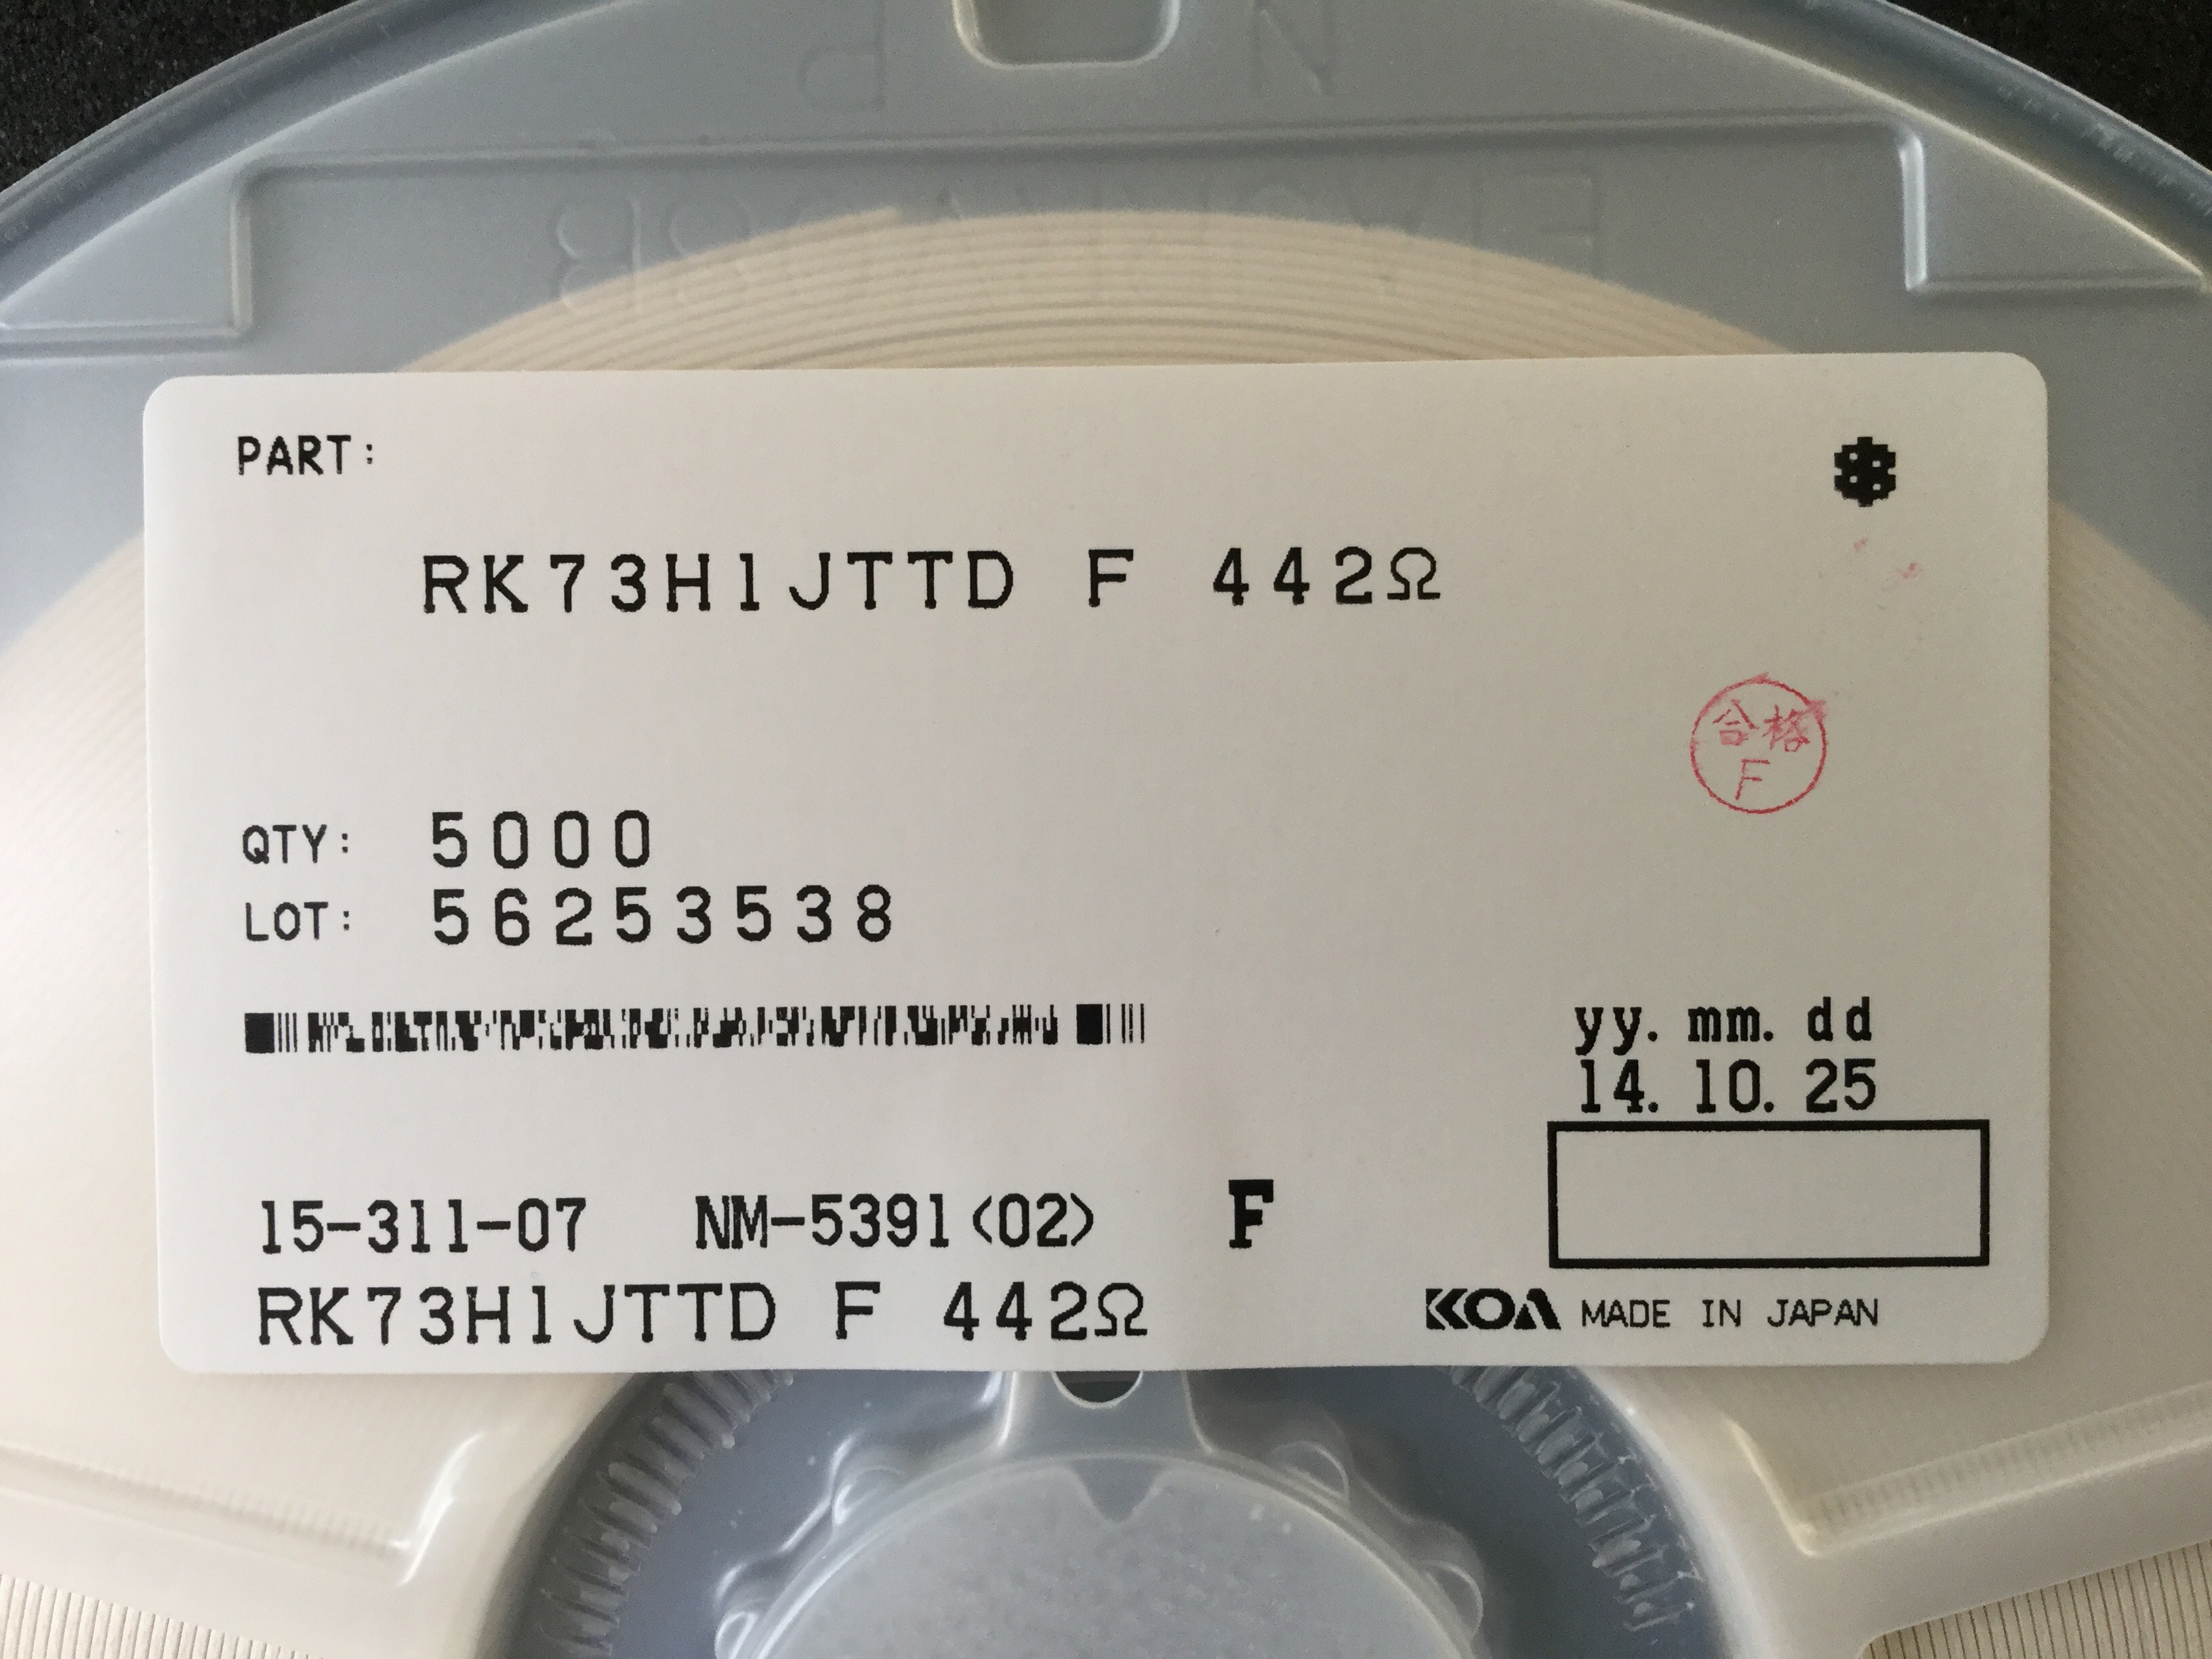 PART:
RK73H1JTTD F 442Ω
合格
F
QTY: 5000
LOT: 56253538
yy. mm. dd
14. 10. 25
15-311-07 NM-5391<02> F
RK73H1JTTD F 442Ω
KOA MADE IN JAPAN